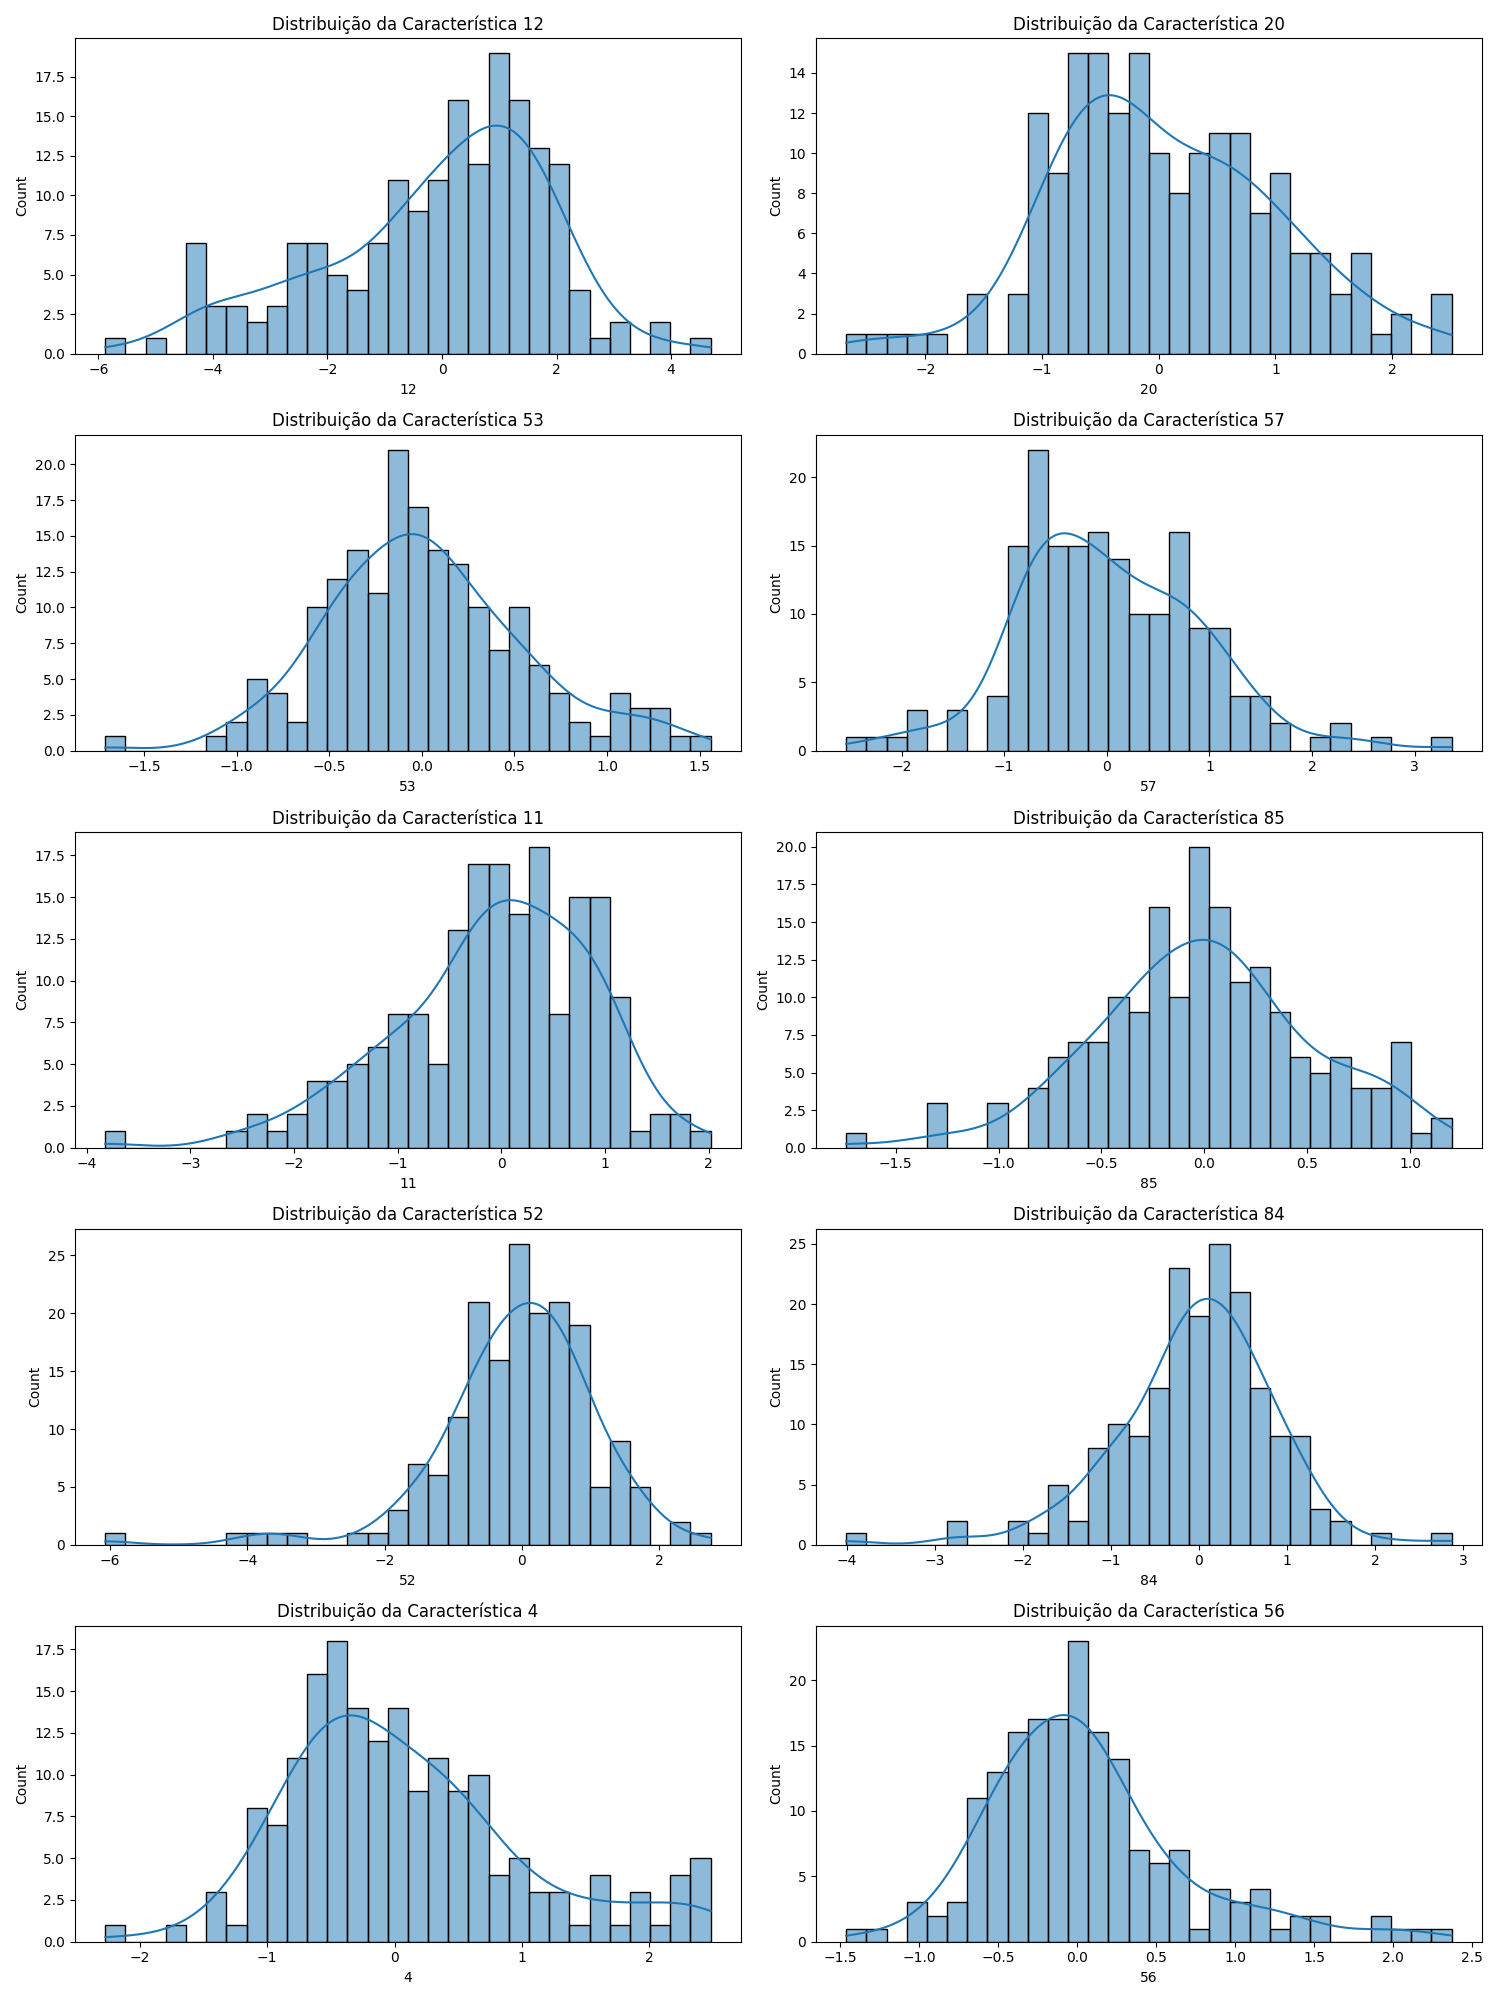 Distribuição da Característica 12
17.5
15.0
12.5
10.0
7.5
5.0
2.5
0.0
Count
−6 −4 −2 0 2 4
12
Distribuição da Característica 20
14
12
10
8
6
4
2
0
Count
−2 −1 0 1 2
20
Distribuição da Característica 53
20.0
17.5
15.0
12.5
10.0
7.5
5.0
2.5
0.0
Count
−1.5 −1.0 −0.5 0.0 0.5 1.0 1.5
53
Distribuição da Característica 57
20
15
10
5
0
Count
−2 −1 0 1 2 3
57
Distribuição da Característica 11
17.5
15.0
12.5
10.0
7.5
5.0
2.5
0.0
Count
−4 −3 −2 −1 0 1 2
11
Distribuição da Característica 85
20.0
17.5
15.0
12.5
10.0
7.5
5.0
2.5
0.0
Count
−1.5 −1.0 −0.5 0.0 0.5 1.0
85
Distribuição da Característica 52
25
20
15
10
5
0
Count
−6 −4 −2 0 2
52
Distribuição da Característica 84
25
20
15
10
5
0
Count
−4 −3 −2 −1 0 1 2 3
84
Distribuição da Característica 4
17.5
15.0
12.5
10.0
7.5
5.0
2.5
0.0
Count
−2 −1 0 1 2
4
Distribuição da Característica 56
20
15
10
5
0
Count
−1.5 −1.0 −0.5 0.0 0.5 1.0 1.5 2.0 2.5
56